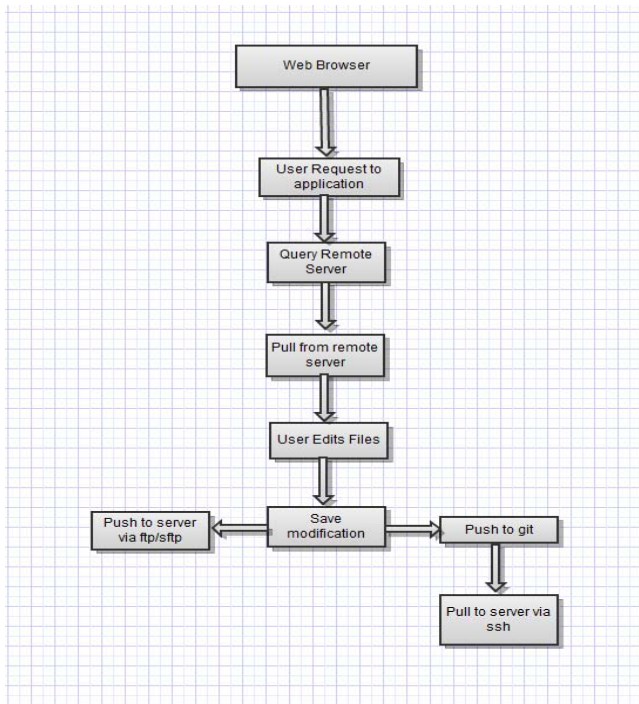 Web Browser
User Request to
application
Query Remote
Server
Pull from remote
server
User Edits Files
Save
modification
Push to server
via ftp/sftp
Push to git
Pull to server via
ssh